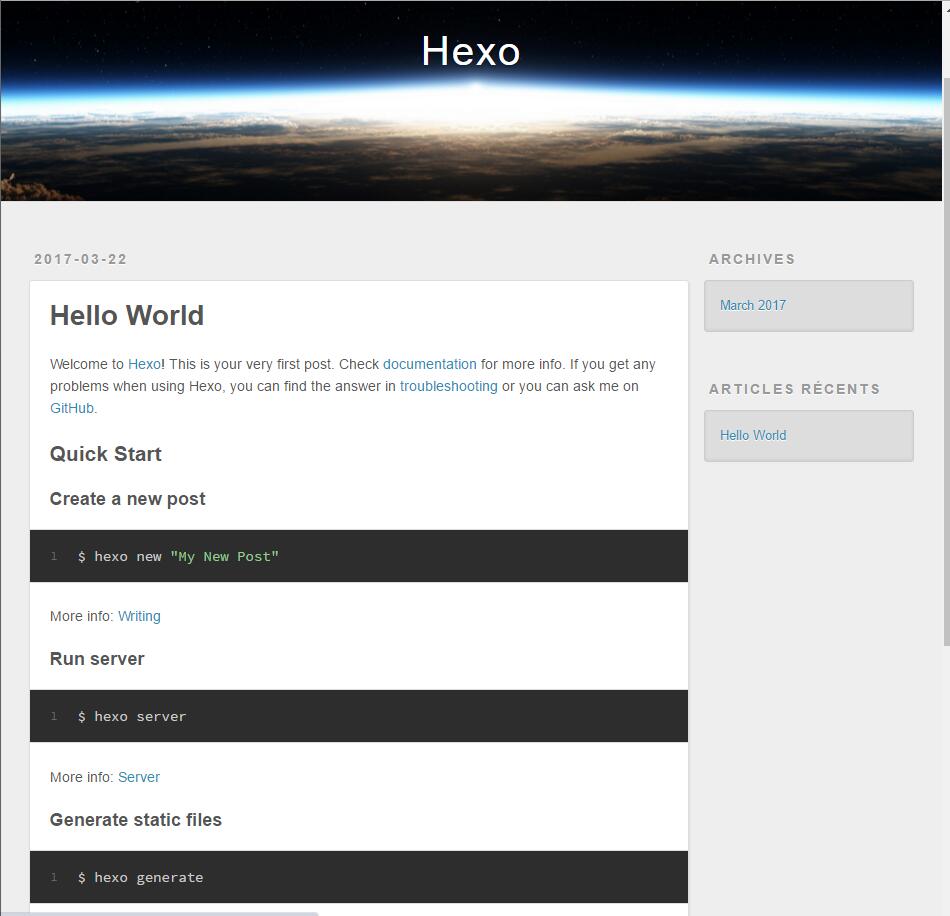 Hexo
2017-03-22
Hello World
Welcome to Hexo! This is your very first post. Check documentation for more info. If you get any
problems when using Hexo, you can find the answer in troubleshooting or you can ask me on
GitHub.
Quick Start
Create a new post
1 $ hexo new "My New Post"
More info: Writing
Run server
1 $ hexo server
More info: Server
Generate static files
1 $ hexo generate
ARCHIVES
March 2017
ARTICLES RÉCENTS
Hello World